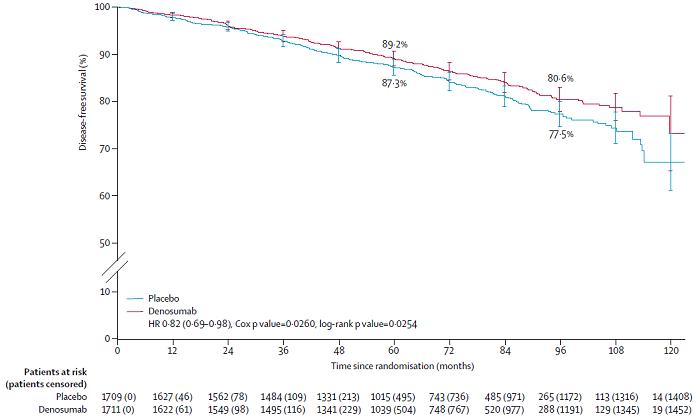 100
90
80
70
60
50
10
0
Disease-free survival (%)
89·2%
87·3%
80·6%
77·5%
Placebo
Denosumab
HR 0·82 (0·69–0·98), Cox p value=0·0260, log-rank p value=0·0254
0 12 24 36 48 60 72 84 96 108 120
Time since randomisation (months)
Patients at risk
(patients censored)
Placebo 1709 (0) 1627 (46) 1562 (78) 1484 (109) 1331 (213) 1015 (495) 743 (736) 485 (971) 265 (1172) 113 (1316) 14 (1408)
Denosumab 1711 (0) 1622 (61) 1549 (98) 1495 (116) 1341 (229) 1039 (504) 748 (767) 520 (977) 288 (1191) 129 (1345) 19 (1452)